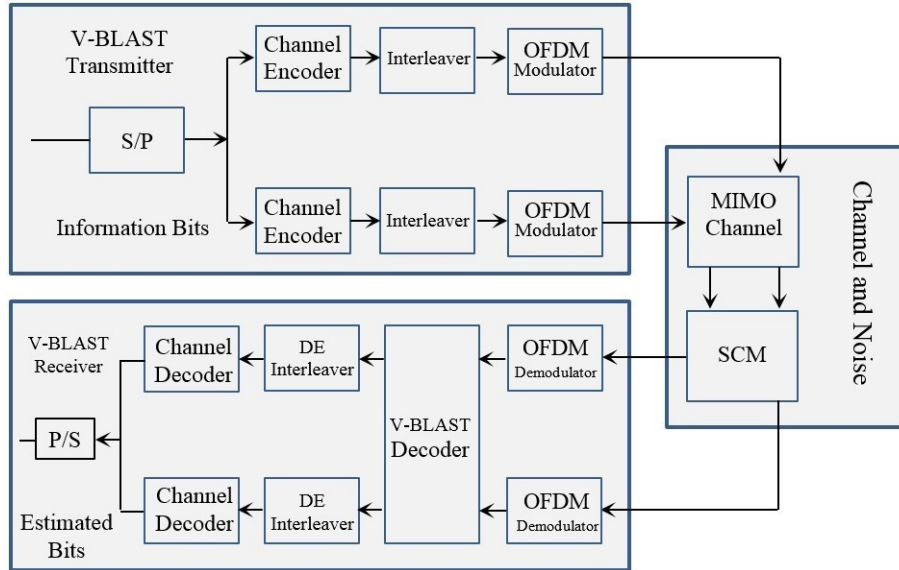 V-BLAST
Transmitter
S/P
Information Bits
Channel
Encoder
Interleaver
OFDM
Modulator
Channel
Encoder
Interleaver
OFDM
Modulator
MIMO
Channel
SCM
Channel and Noise
V-BLAST
Receiver
P/S
Estimated
Bits
Channel
Decoder
DE
Interleaver
V-BLAST
Decoder
OFDM
Demodulator
Channel
Decoder
DE
Interleaver
OFDM
Demodulator